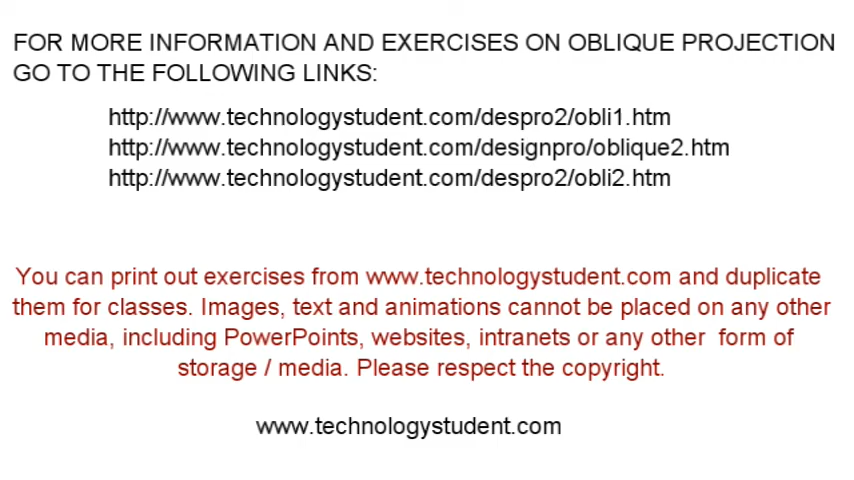 FOR MORE INFORMATION AND EXERCISES ON OBLIQUE PROJECTION
GO TO THE FOLLOWING LINKS:
http://www.technologystudent.com/despro2/obli1.htm
http://www.technologystudent.com/designpro/oblique2.htm
http://www.technologystudent.com/despro2/obli2.htm
You can print out exercises from www.technologystudent.com and duplicate
them for classes. Images, text and animations cannot be placed on any other
media, including PowerPoints, websites, intranets or any other  form of
storage / media. Please respect the copyright.
www.technologystudent.com